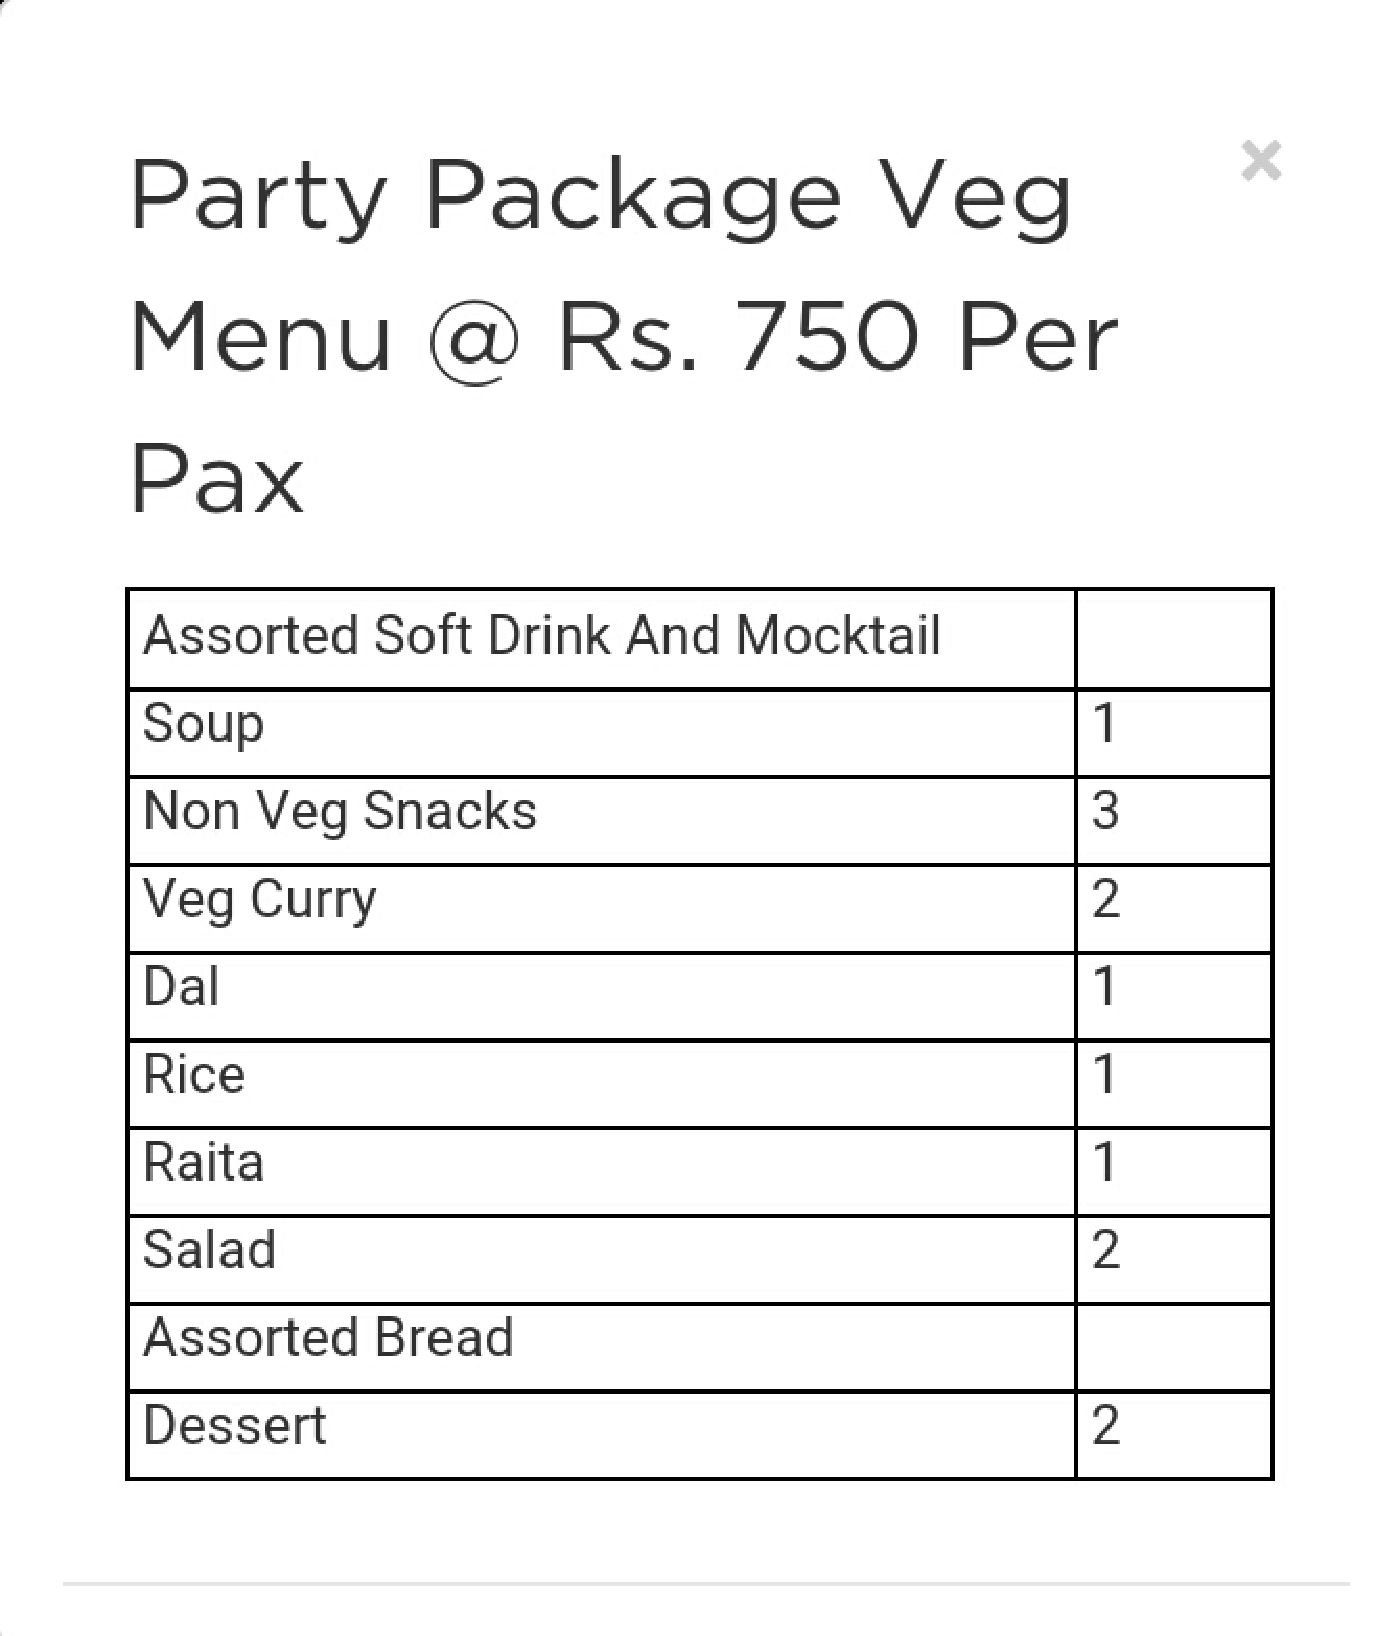 Party Package Veg
Menu @ Rs. 750 Per
Pax
Assorted Soft Drink And Mocktail
Soup 1
Non Veg Snacks 3
Veg Curry 2
Dal 1
Rice 1
Raita 1
Salad 2
Assorted Bread
Dessert 2